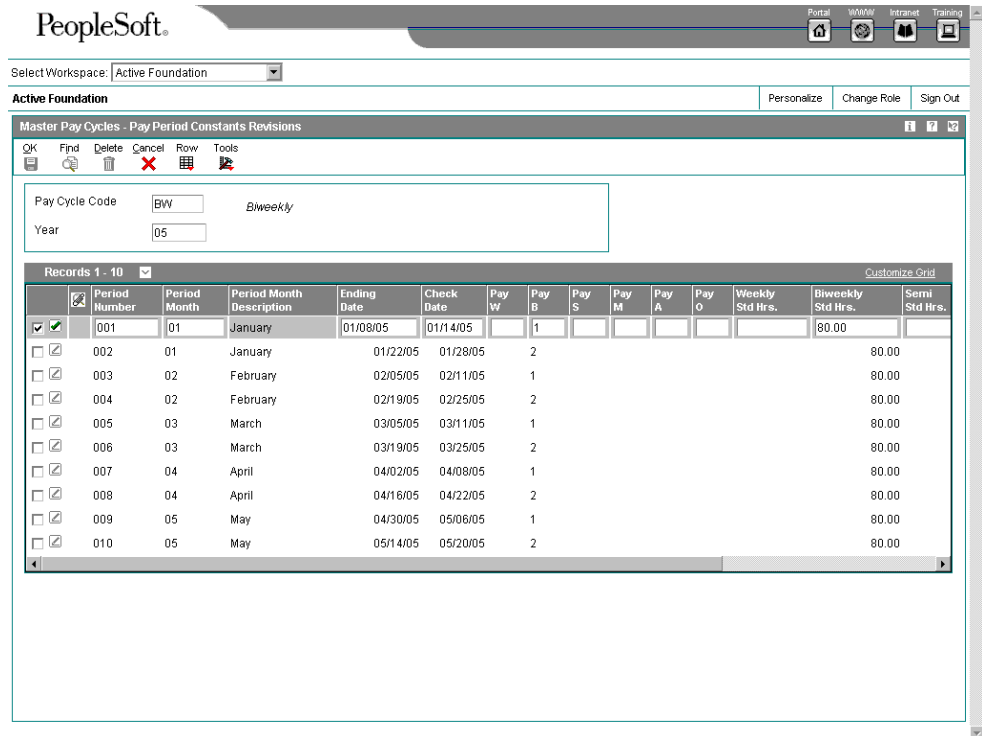 PeopleSoft®
Portal WWW Intranet Training
Select Workspace: Active Foundation
Active Foundation Personalize Change Role Sign Out
Master Pay Cycles - Pay Period Constants Revisions
OK Find Delete Cancel Row Tools
Pay Cycle Code BW Biweekly
Year 05
Records 1 - 10 Customize Grid
Period Number Period Month Period Month Description Ending Date Check Date Pay W Pay B Pay S Pay M Pay A Pay O Weekly Std Hrs. Biweekly Std Hrs. Semi Std Hrs.
001 01 January 01/08/05 01/14/05 1 80.00
002 01 January 01/22/05 01/28/05 2 80.00
003 02 February 02/05/05 02/11/05 1 80.00
004 02 February 02/19/05 02/25/05 2 80.00
005 03 March 03/05/05 03/11/05 1 80.00
006 03 March 03/19/05 03/25/05 2 80.00
007 04 April 04/02/05 04/08/05 1 80.00
008 04 April 04/16/05 04/22/05 2 80.00
009 05 May 04/30/05 05/06/05 1 80.00
010 05 May 05/14/05 05/20/05 2 80.00